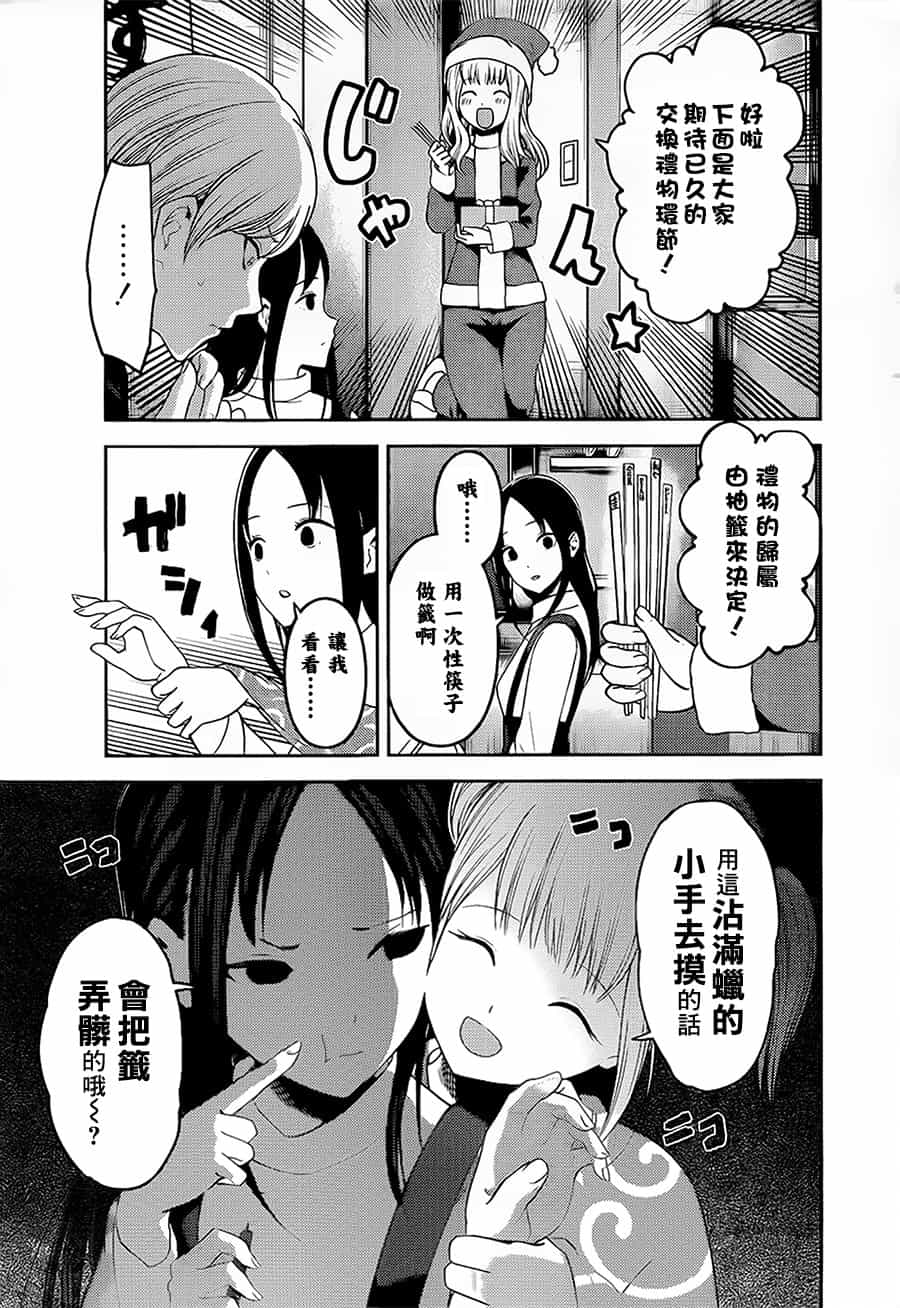 好啦
下面是大家
期待已久的
交換禮物環節！
じ
ゃ
ん
す
……！
禮物的歸屬
由抽籤來決定！
哦……
用一次性筷子
做籤啊
讓我
看看……
ガシ
用這沾滿蠟的
小手去摸的話
ニコ
ニコ
ニコ
會把籤
弄髒的哦～？